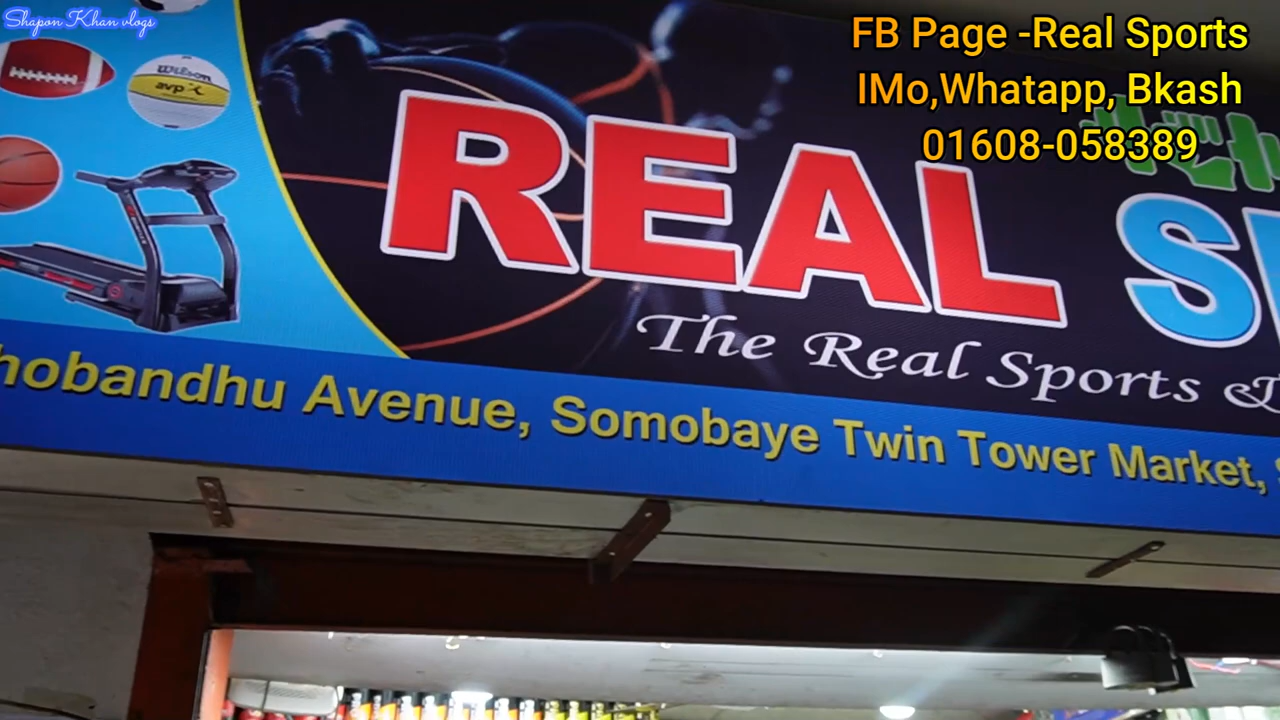 Shapon Khan vlogs
FB Page -Real Sports
IMo,Whatapp, Bkash
01608-058389
Wilson
avp
REAL
The Real Sports &
Avenue, Somobaye Twin Tower Market,